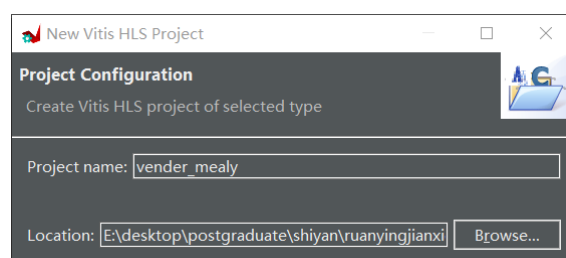 New Vitis HLS Project
Project Configuration
Create Vitis HLS project of selected type
Project name: vender_mealy
Location: E:\desktop\postgraduate\shiyan\ruanyingjianxi Browse...